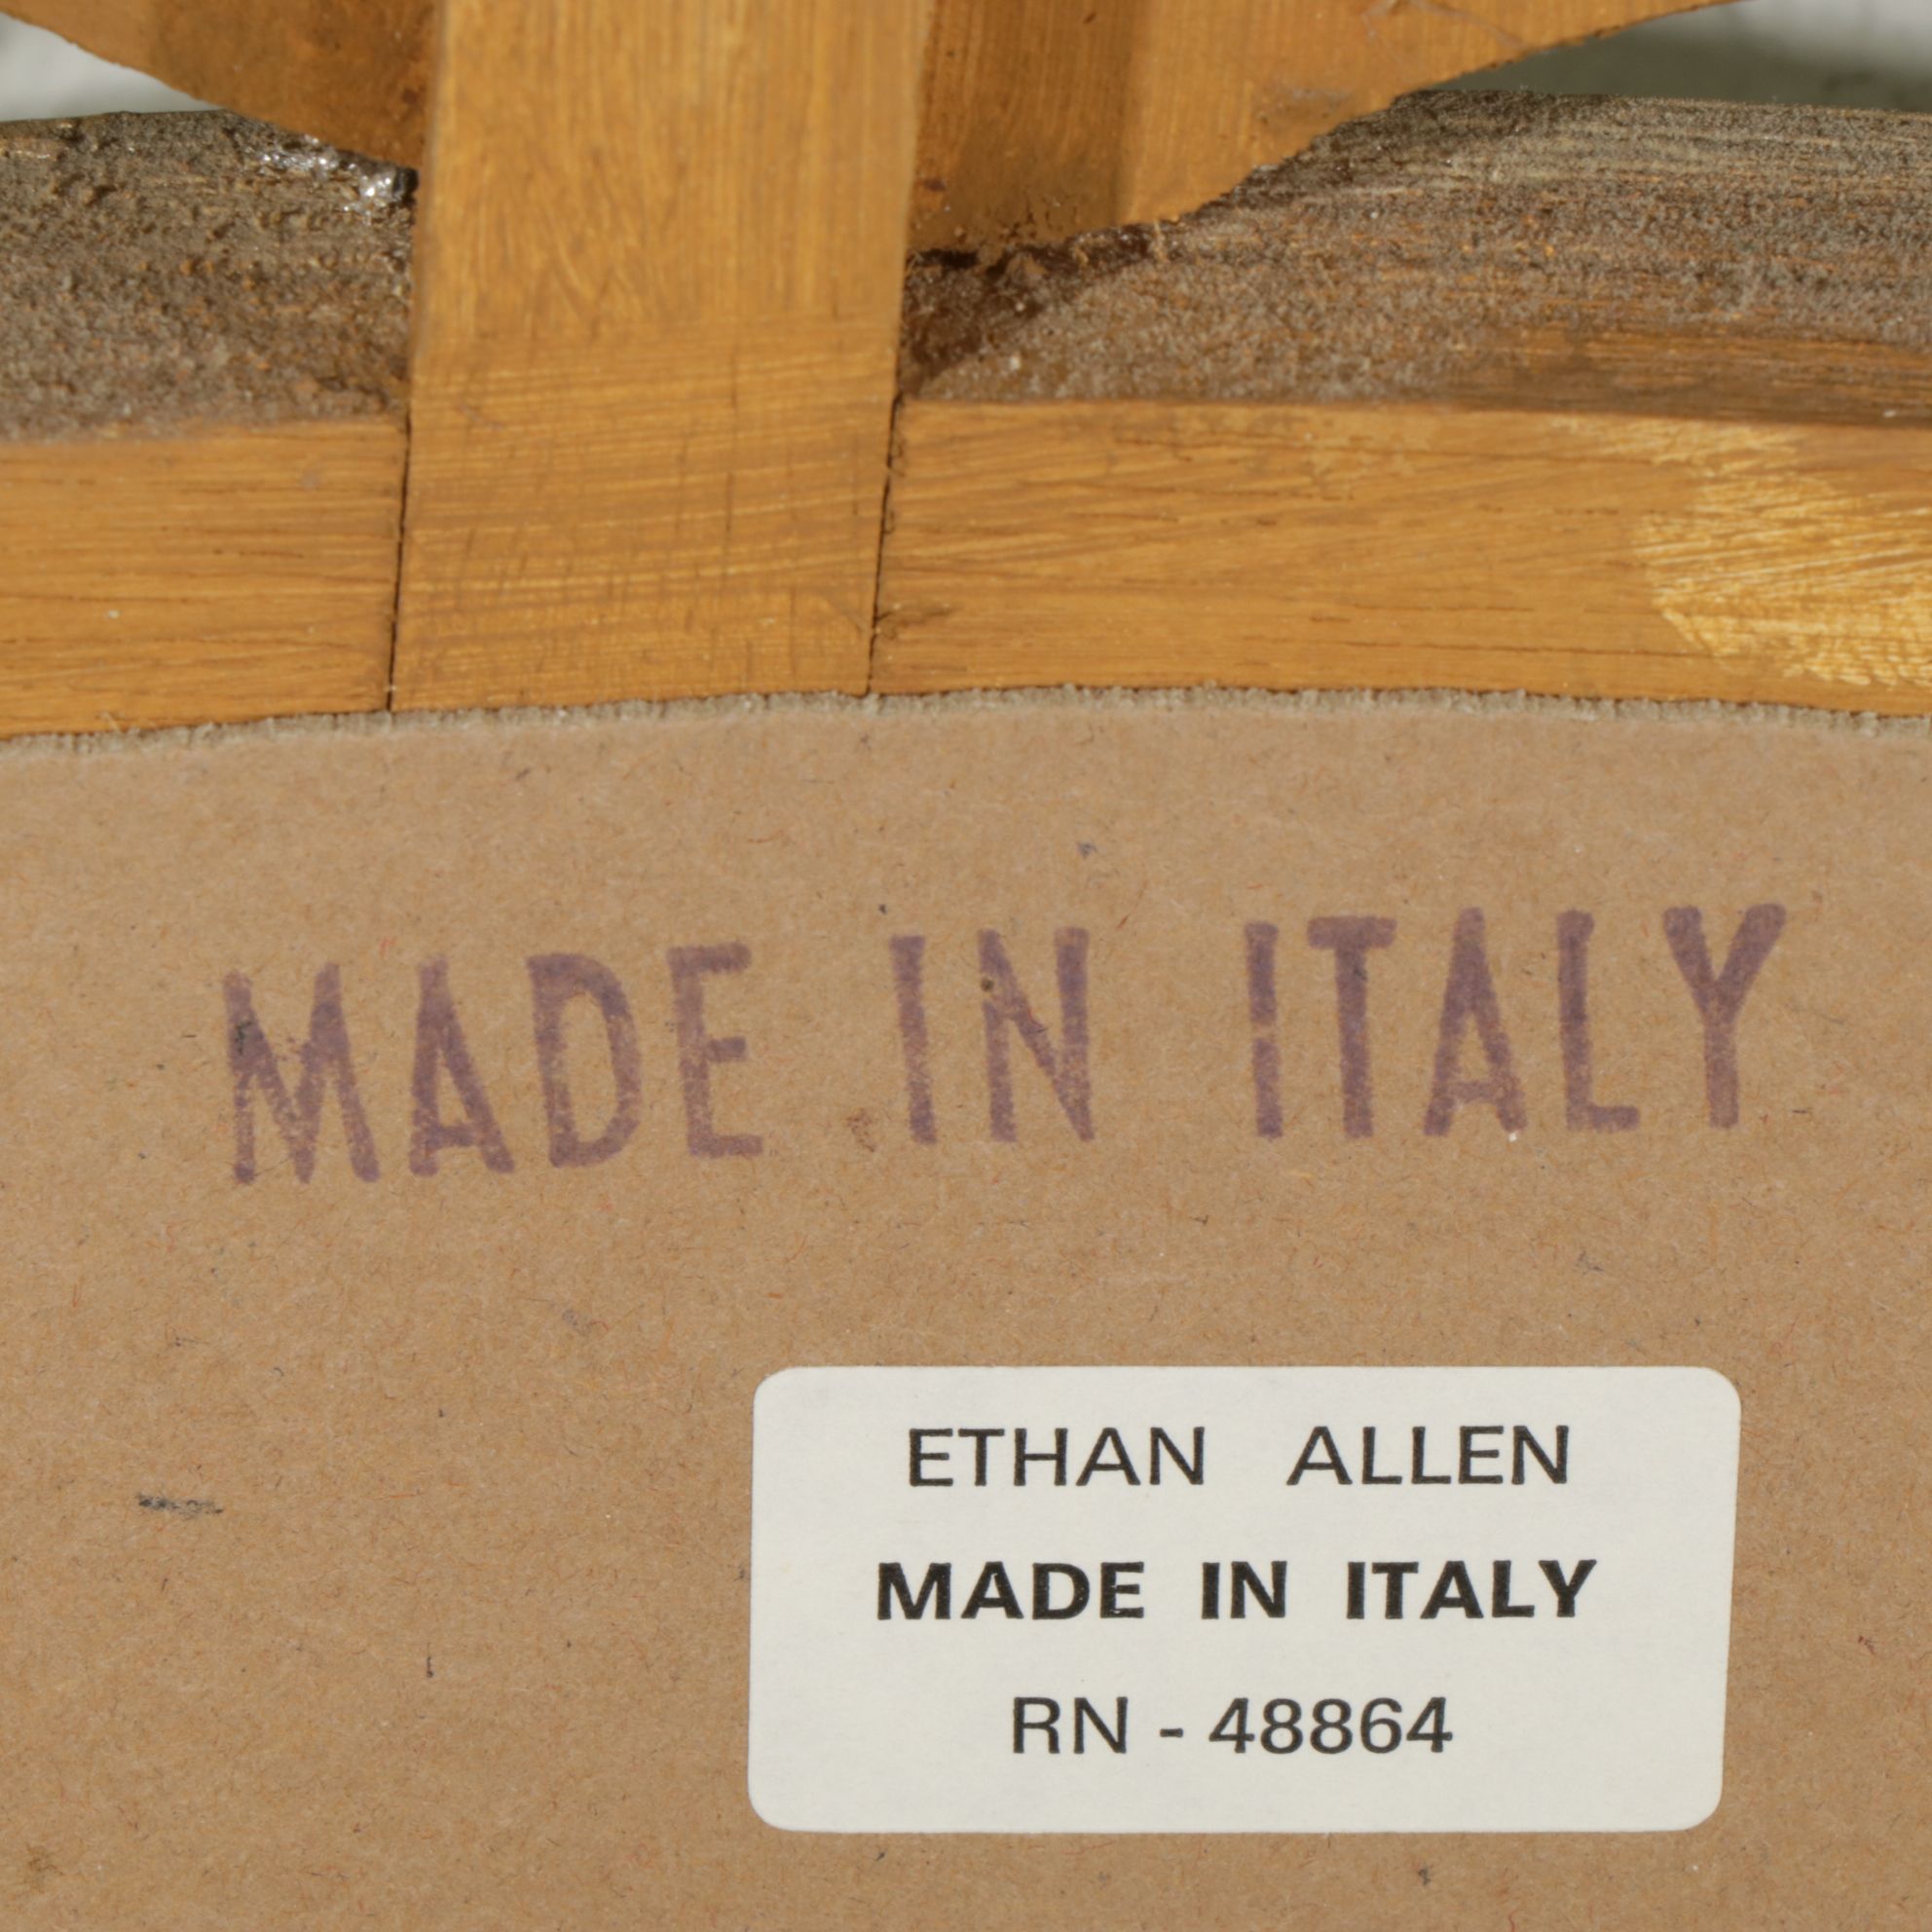 MADE IN ITALY
ETHAN ALLEN
MADE IN ITALY
RN - 48864